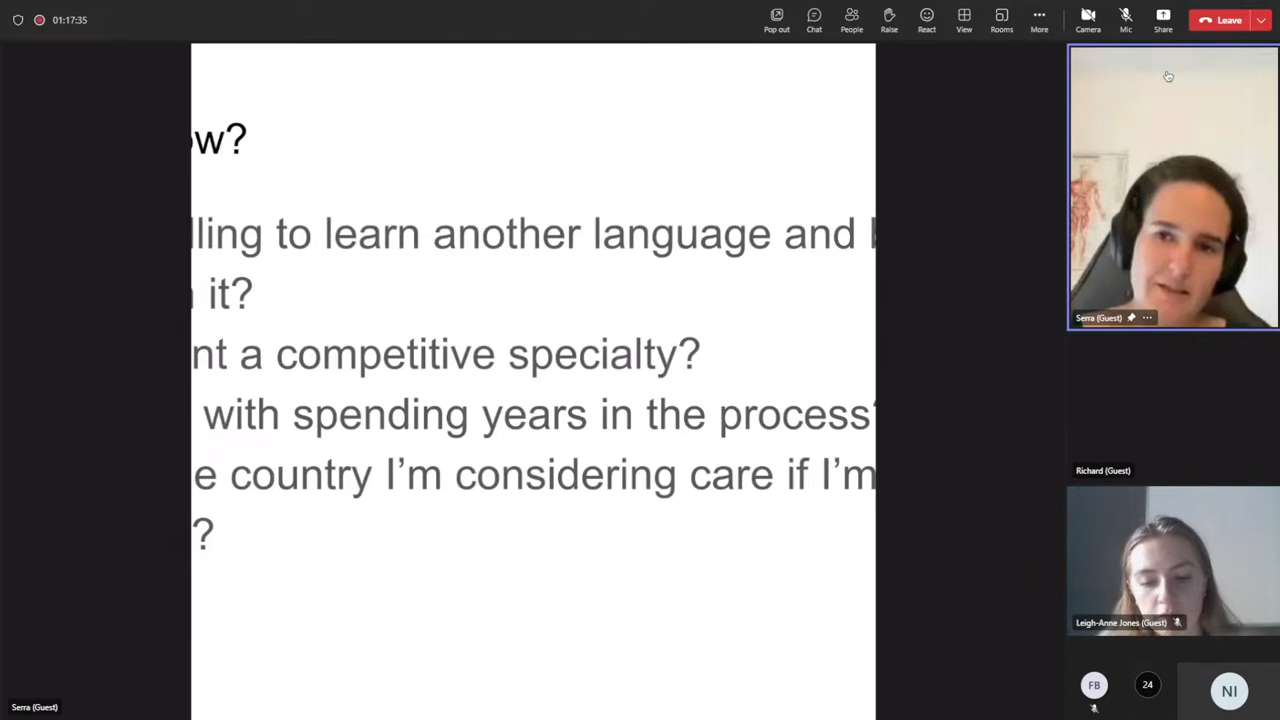 01:17:35
Pop out
Chat
People
Raise
React
View
Rooms
More
Camera
Mic
Share
Leave
ow?
lling to learn another language and
it?
nt a competitive specialty?
with spending years in the process?
e country I'm considering care if I'm
?
Serra (Guest)
Richard (Guest)
Leigh-Anne Jones (Guest)
FB
24
NI
Serra (Guest)